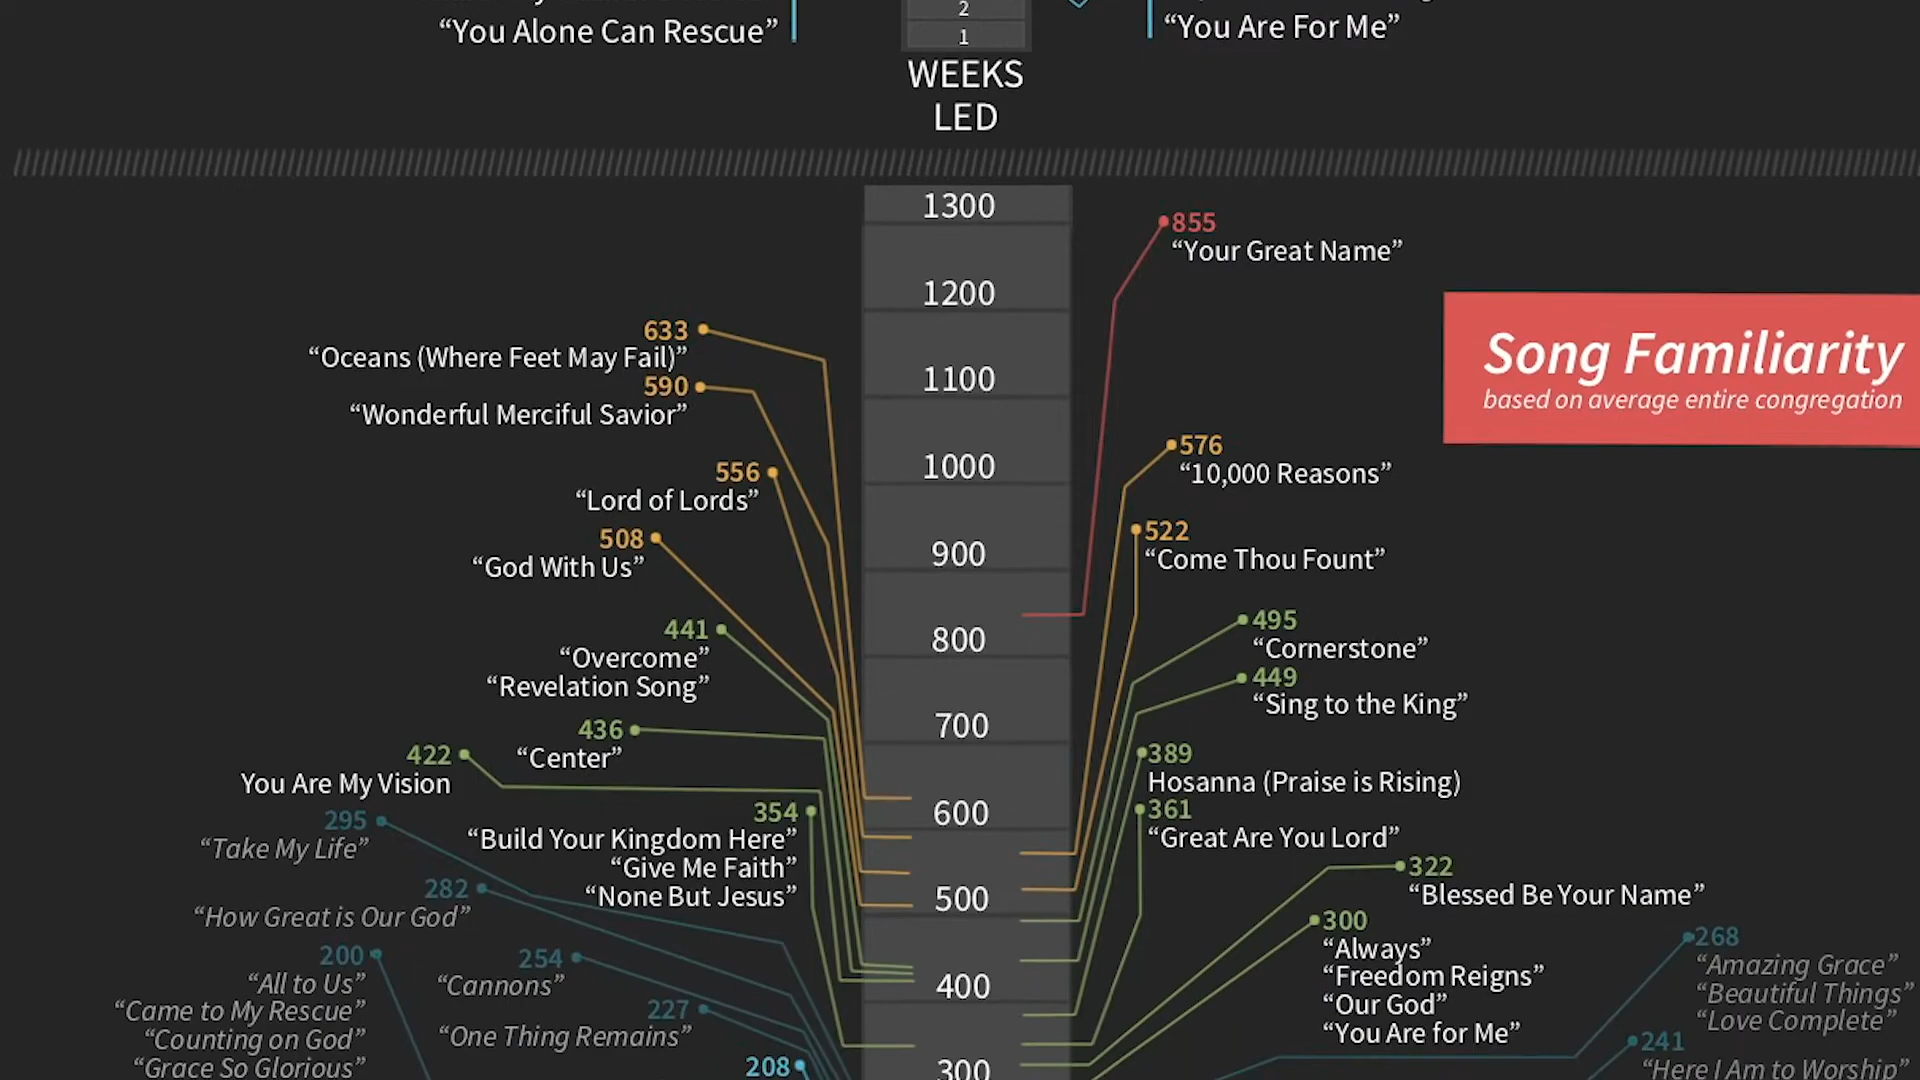 2
“You Alone Can Rescue”
“You Are For Me”
1
WEEKS
LED
1300
1200
1100
1000
900
800
700
600
500
400
300
855
“Your Great Name”
Song Familiarity
based on average entire congregation
633
“Oceans (Where Feet May Fail)”
590
“Wonderful Merciful Savior”
556
“Lord of Lords”
508
“God With Us”
441
“Overcome”
“Revelation Song”
436
“Center”
422
You Are My Vision
354
“Build Your Kingdom Here”
“Give Me Faith”
“None But Jesus”
295
“Take My Life”
282
“How Great is Our God”
200
“All to Us”
“Came to My Rescue”
“Counting on God”
“Grace So Glorious”
254
“Cannons”
227
“One Thing Remains”
208
576
“10,000 Reasons”
522
“Come Thou Fount”
495
“Cornerstone”
449
“Sing to the King”
389
Hosanna (Praise is Rising)
361
“Great Are You Lord”
322
“Blessed Be Your Name”
300
“Always”
“Freedom Reigns”
“Our God”
“You Are for Me”
268
“Amazing Grace”
“Beautiful Things”
“Love Complete”
241
“Here I Am to Worship”